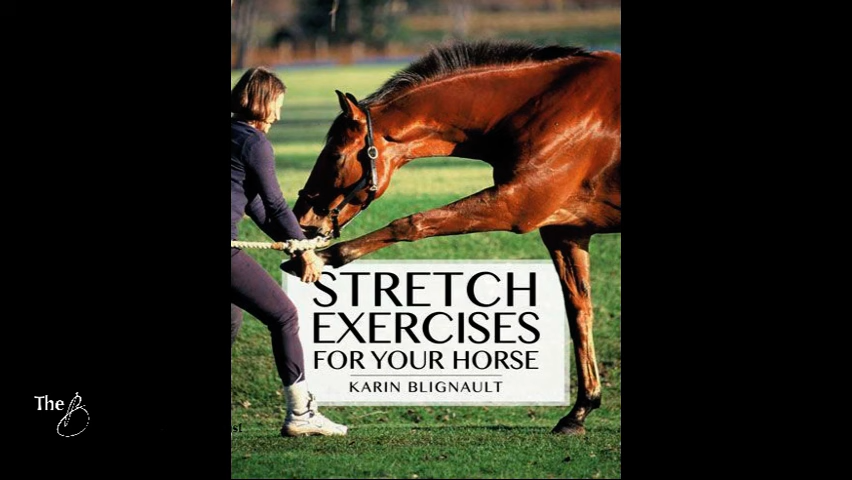 STRETCH
EXERCISES
FOR YOUR HORSE
KARIN BLIGNAULT
The B